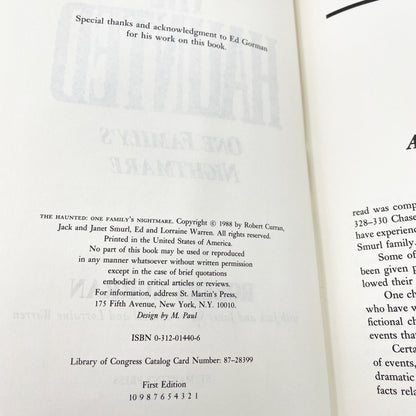 Special thanks and acknowledgment to Ed Gorman
for his work on this book.
THE HAUNTED: ONE FAMILY'S NIGHTMARE. Copyright © 1988 by Robert Curran,
Jack and Janet Smurl, Ed and Lorraine Warren. All rights reserved.
Printed in the United States of America.
No part of this book may be used or reproduced
in any manner whatsoever without written permission
except in the case of brief quotations
embodied in critical articles or reviews.
For information, address St. Martin's Press,
175 Fifth Avenue, New York, N.Y. 10010.
Design by M. Paul
ISBN 0-312-01440-6
Library of Congress Catalog Card Number: 87-28399
First Edition
10 9 8 7 6 5 4 3 2 1
HAUNTED
ONE FAMILY'S
NIGHTMARE
A
read was comp
328–330 Chase
have experienc
Smurl family.
Some of
been given p
lowed their
One ch
who have w
fictional ch
events that
Certa
of events,
dramatic
facts rela